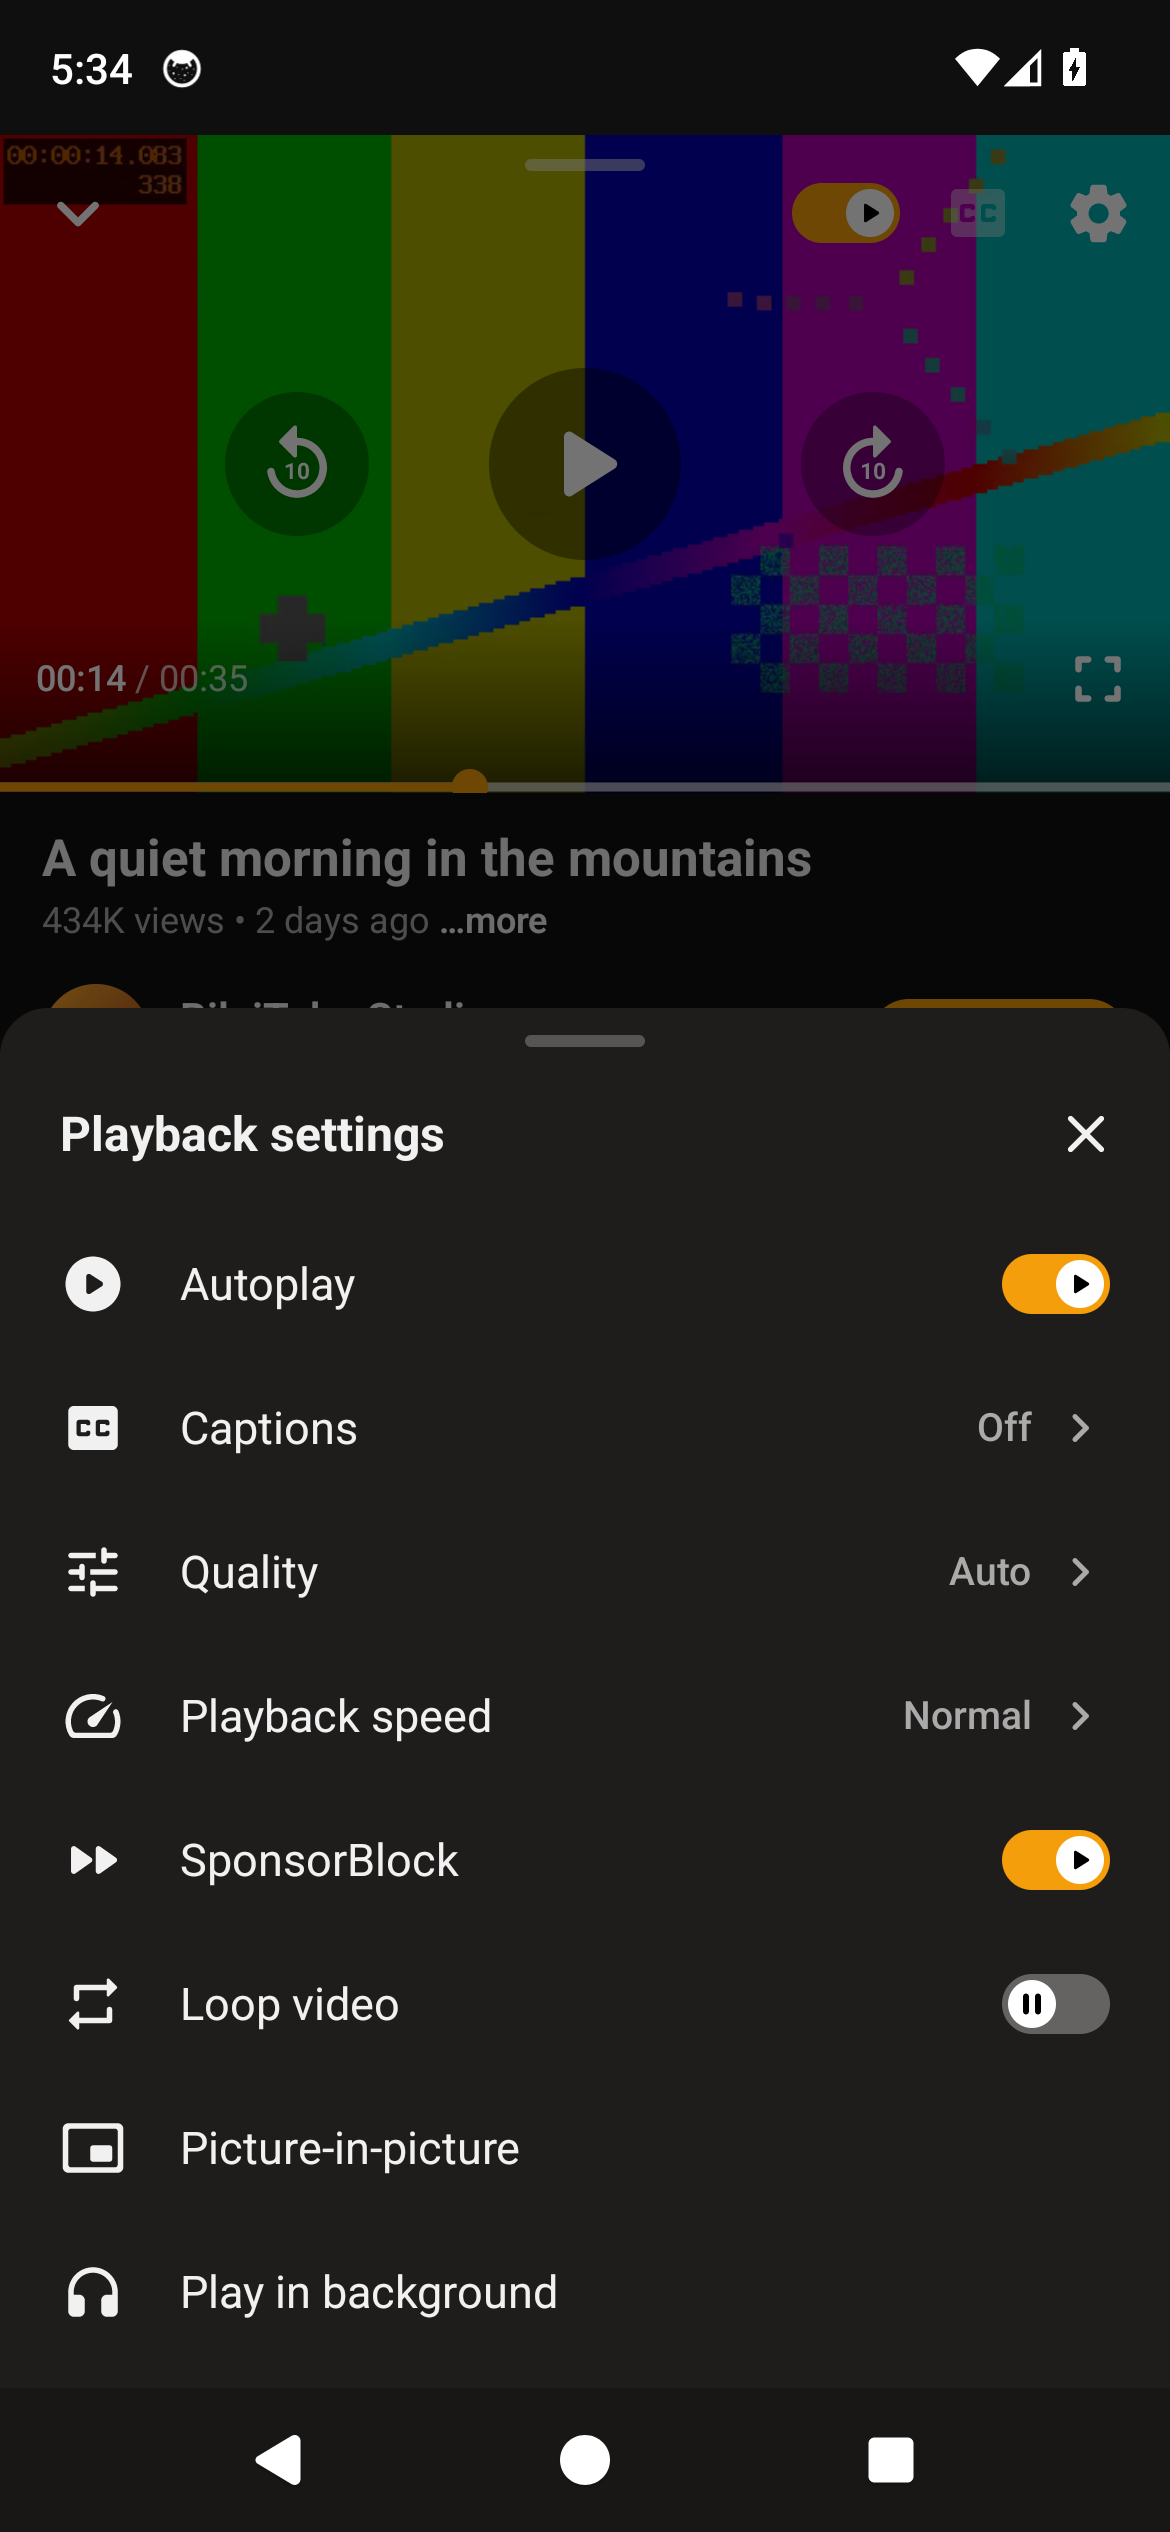 5:34
00:00:14.083
338
CC
10
10
00:14 / 00:35
A quiet morning in the mountains
434K views • 2 days ago ...more
Playback settings
Autoplay
CC Captions Off
Quality Auto
Playback speed Normal
SponsorBlock
Loop video
Picture-in-picture
Play in background